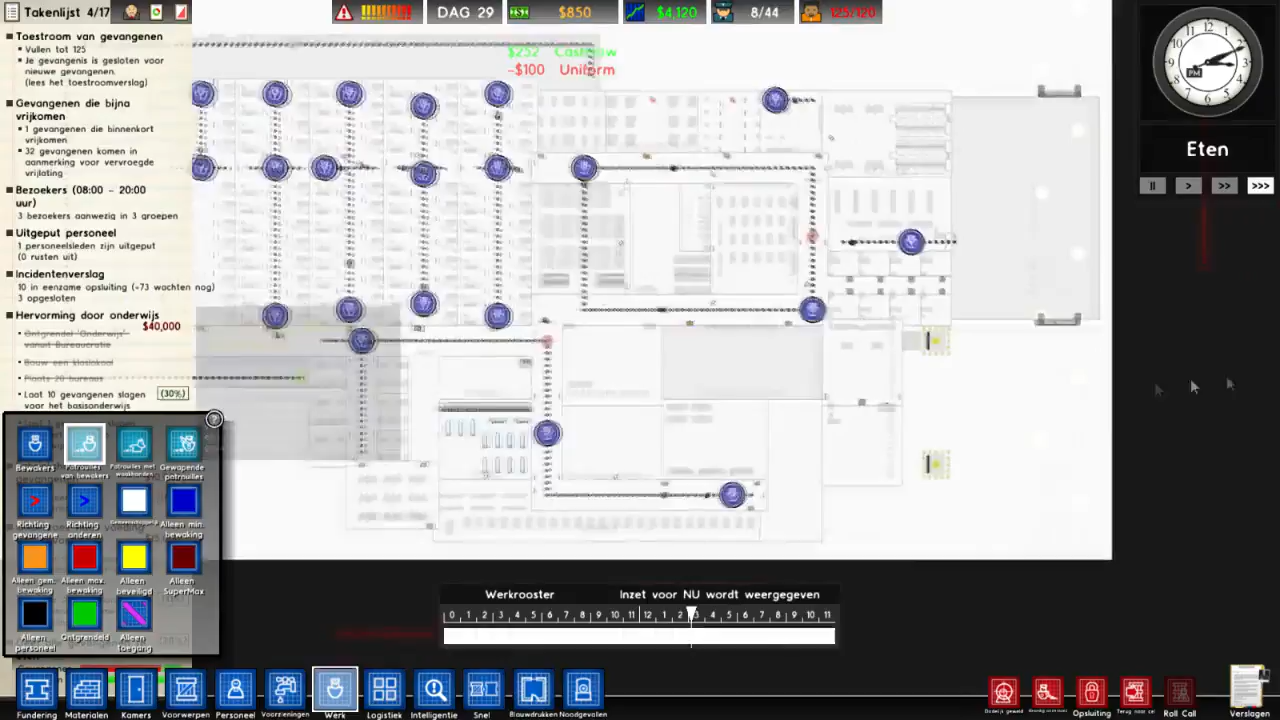 Takenlijst 4/17
DAG 29
$850
$4,120
8/44
125/120
$252 Cashflow
-$100 Uniform
Toestroom van gevangenen
Vullen tot 125
Je gevangenis is gesloten voor
nieuwe gevangenen.
(lees het toestroomverslag)
Gevangenen die bijna
vrijkomen
1 gevangenen die binnenkort
vrijkomen
32 gevangenen komen in
aanmerking voor vervroegde
vrijlating
Bezoekers (08:00 - 20:00
uur)
3 bezoekers aanwezig in 3 groepen
Uitgeput personeel
1 personeelsleden zijn uitgeput
(0 rusten uit)
Incidentenverslag
10 in eenzame opsluiting (-73 wachten nog)
3 opgesloten
Hervorming door onderwijs
$40,000
Ontgrendel 'Onderwijs'
vanuit Bureaucratie
Bouw een klaslokaal
Plaats 20 bureaus
Laat 10 gevangenen slagen
voor het basisonderwijs
(30%)
PM
Eten
Bewakers
Patrouilles
van bewakers
Patrouilles met
waakhonden
Gewapende
patrouilles
Richting
gevangene
Richting
anderen
Alleen min.
bewaking
Alleen gem.
bewaking
Alleen max.
bewaking
Alleen
beveiligd
Alleen
SuperMax
Alleen
personeel
Ontgrendeld
Alleen
toegang
Werkrooster
Inzet voor NU wordt weergegeven
0 1 2 3 4 5 6 7 8 9 10 11 12 1 2 3 4 5 6 7 8 9 10 11
Fundering
Materialen
Kamers
Voorwerpen
Personeel
Voorzieningen
Werk
Logistiek
Intelligentie
Snel
Blauwdrukken
Noodgevallen
Opsluiting
Terug naar cel
Roll Call
Verslagen